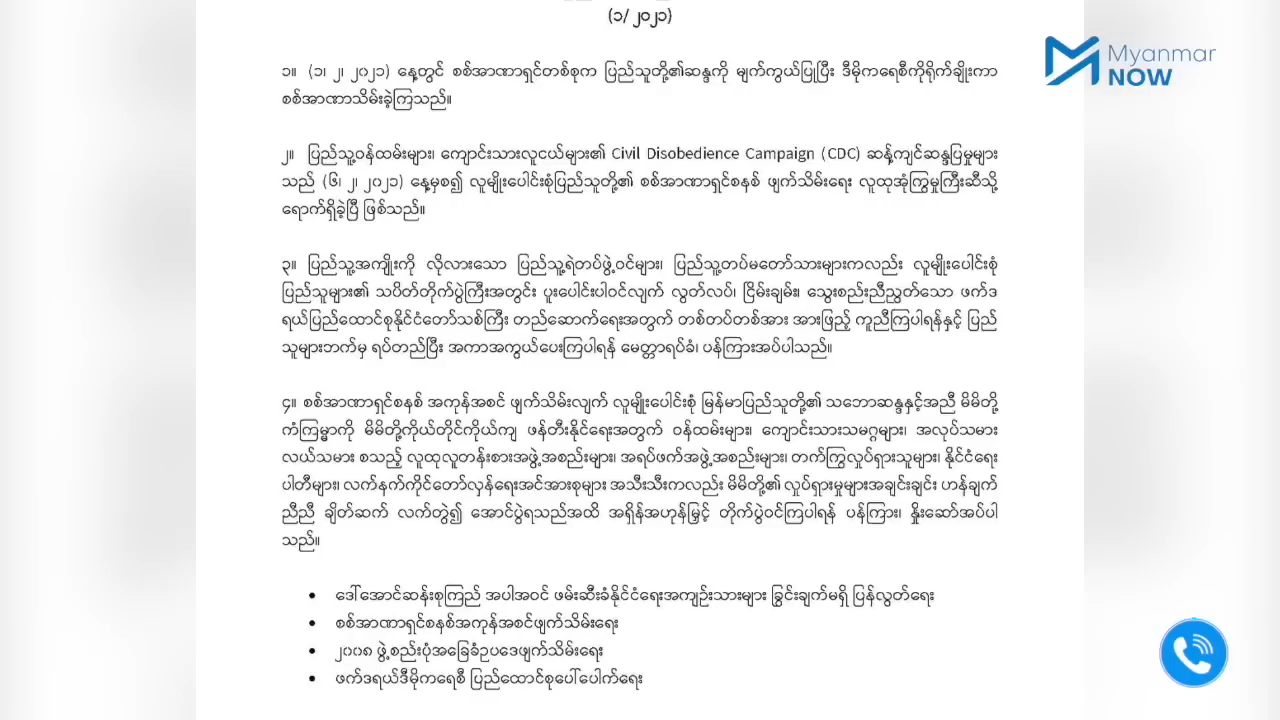 (၁/၂၀၂၁)
Myanmar
NOW
၁။ (၁၊ ၂၊ ၂၀၂၁) နေ့တွင် စစ်အာဏာရှင်တစ်စုက ပြည်သူတို့၏ဆန္ဒကို မျက်ကွယ်ပြုပြီး ဒီမိုကရေစီကိုရိုက်ချိုးကာ
စစ်အာဏာသိမ်းခဲ့ကြသည်။
၂။ ပြည်သူ့ဝန်ထမ်းများ၊ ကျောင်းသားလူငယ်များ၏ Civil Disobedience Campaign (CDC) ဆန့်ကျင်ဆန္ဒပြမှုများ
သည် (၆၊ ၂၊ ၂၀၂၁) နေ့မှစ၍ လူမျိုးပေါင်းစုံပြည်သူတို့၏ စစ်အာဏာရှင်စနစ် ဖျက်သိမ်းရေး လူထုအုံကြွမှုကြီးဆီသို့
ရောက်ရှိခဲ့ပြီ ဖြစ်သည်။
၃။ ပြည်သူ့အကျိုးကို လိုလားသော ပြည်သူ့ရဲတပ်ဖွဲ့ဝင်များ၊ ပြည်သူ့တပ်မတော်သားများကလည်း လူမျိုးပေါင်းစုံ
ပြည်သူများ၏ သပိတ်တိုက်ပွဲကြီးအတွင်း ပူးပေါင်းပါဝင်လျက် လွတ်လပ်၊ ငြိမ်းချမ်း၊ သွေးစည်းညီညွတ်သော ဖက်ဒ
ရယ်ပြည်ထောင်စုနိုင်ငံတော်သစ်ကြီး တည်ဆောက်ရေးအတွက် တစ်တပ်တစ်အား အားဖြည့် ကူညီကြပါရန်နှင့် ပြည်
သူများဘက်မှ ရပ်တည်ပြီး အကာအကွယ်ပေးကြပါရန် မေတ္တာရပ်ခံ၊ ပန်ကြားအပ်ပါသည်။
၄။ စစ်အာဏာရှင်စနစ် အကုန်အစင် ဖျက်သိမ်းလျက် လူမျိုးပေါင်းစုံ မြန်မာပြည်သူတို့၏ သဘောဆန္ဒနှင့်အညီ မိမိတို့
ကံကြမ္မာကို မိမိတို့ကိုယ်တိုင်ကိုယ်ကျ ဖန်တီးနိုင်ရေးအတွက် ဝန်ထမ်းများ၊ ကျောင်းသားသမဂ္ဂများ၊ အလုပ်သမား
လယ်သမား စသည့် လူထုလူတန်းစားအဖွဲ့အစည်းများ၊ အရပ်ဖက်အဖွဲ့အစည်းများ၊ တက်ကြွလှုပ်ရှားသူများ၊ နိုင်ငံရေး
ပါတီများ၊ လက်နက်ကိုင်တော်လှန်ရေးအင်အားစုများ အသီးသီးကလည်း မိမိတို့၏ လှုပ်ရှားမှုများအချင်းချင်း ဟန်ချက်
ညီညီ ချိတ်ဆက် လက်တွဲ၍ အောင်ပွဲရသည်အထိ အရှိန်အဟုန်မြှင့် တိုက်ပွဲဝင်ကြပါရန် ပန်ကြား၊ နှိုးဆော်အပ်ပါ
သည်။
• ဒေါ်အောင်ဆန်းစုကြည် အပါအဝင် ဖမ်းဆီးခံနိုင်ငံရေးအကျဉ်းသားများ ခြွင်းချက်မရှိ ပြန်လွတ်ရေး
• စစ်အာဏာရှင်စနစ်အကုန်အစင်ဖျက်သိမ်းရေး
• ၂၀၀၈ ဖွဲ့စည်းပုံအခြေခံဥပဒေဖျက်သိမ်းရေး
• ဖက်ဒရယ်ဒီမိုကရေစီ ပြည်ထောင်စုပေါ်ပေါက်ရေး